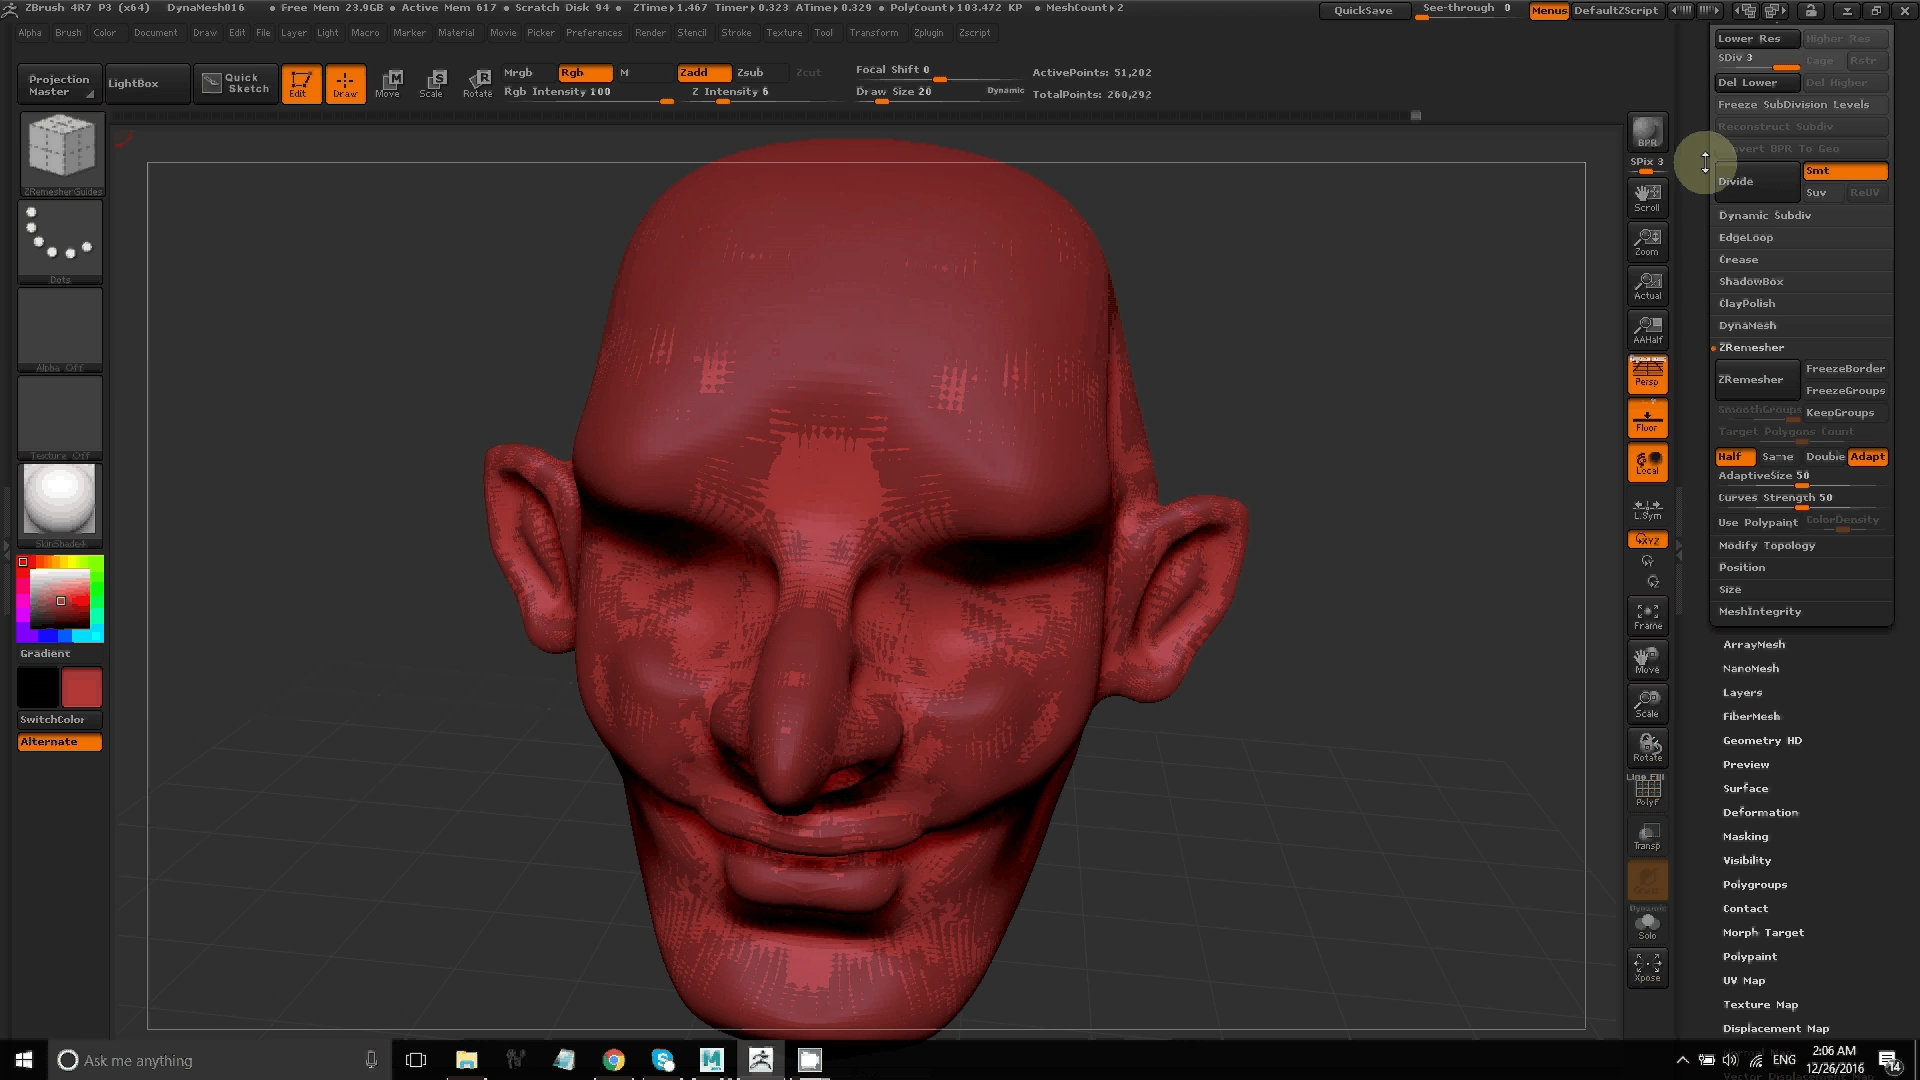 ZBrush 4R7 P3 (x64) DynaMesh016 • Free Mem 23.9GB • Active Mem 617 • Scratch Disk 94 • ZTime▸1.467 Timer▸0.323 ATime▸0.329 • PolyCount▸103.472 KP • MeshCount▸2 QuickSave See-through 0 Menus DefaultZScript
Alpha Brush Color Document Draw Edit File Layer Light Macro Marker Material Movie Picker Preferences Render Stencil Stroke Texture Tool Transform Zplugin Zscript
Projection Master
LightBox
Quick Sketch
Edit
Draw
Move
Scale
Rotate
Mrgb Rgb M
Rgb Intensity 100
Zadd Zsub Zcut
Z Intensity 6
Focal Shift 0
Draw Size 20 Dynamic
ActivePoints: 51,202
TotalPoints: 260,292
ZRemesherGuides
Dots
Alpha Off
Texture Off
SkinShade4
Gradient
SwitchColor
Alternate
BPR
SPix 3
Scroll
Zoom
Actual
AAHalf
Persp
Floor
Local
L.Sym
XYZ
Frame
Move
Scale
Rotate
Line Fill
PolyF
Transp
Dynamic
Solo
Xpose
Lower Res Higher Res
SDiv 3 Cage Rstr
Del Lower Del Higher
Freeze SubDivision Levels
Reconstruct Subdiv
vert BPR To Geo
Divide Smt
Suv ReUV
Dynamic Subdiv
EdgeLoop
Crease
ShadowBox
ClayPolish
DynaMesh
ZRemesher
ZRemesher FreezeBorder
FreezeGroups
SmoothGroups KeepGroups
Target Polygons Count
Half Same Double Adapt
AdaptiveSize 50
Curves Strength 50
Use Polypaint ColorDensity
Modify Topology
Position
Size
MeshIntegrity
ArrayMesh
NanoMesh
Layers
FiberMesh
Geometry HD
Preview
Surface
Deformation
Masking
Visibility
Polygroups
Contact
Morph Target
Polypaint
UV Map
Texture Map
Displacement Map
Ask me anything
ENG
2:06 AM
12/26/2016
14